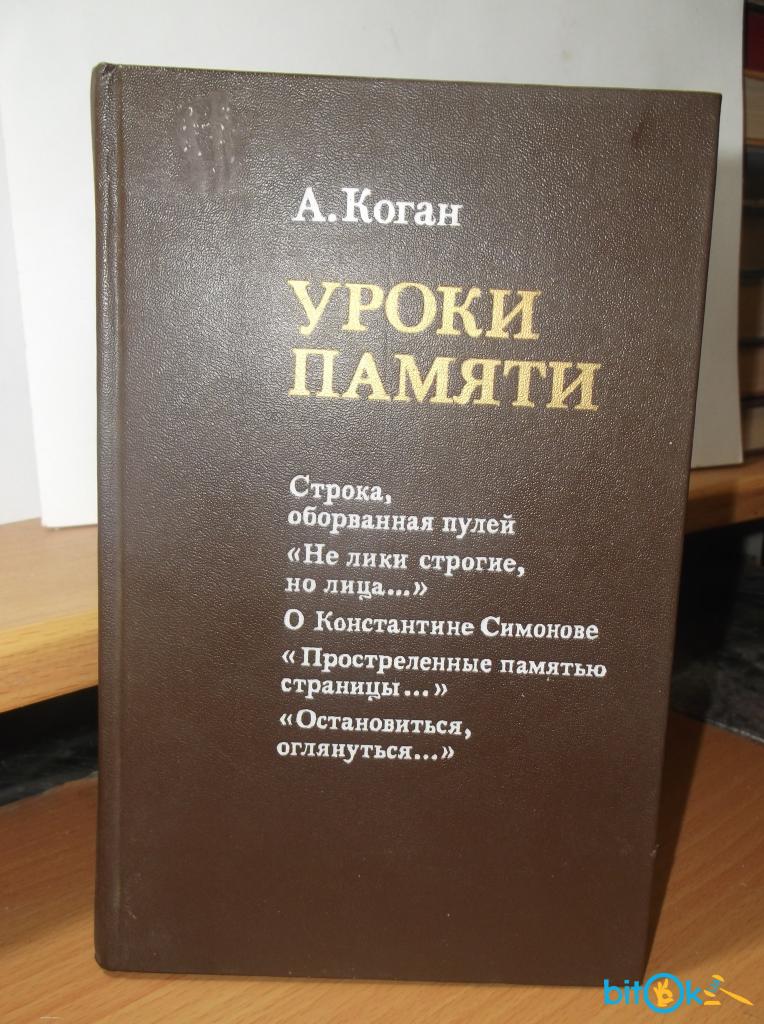 А. Коган
УРОКИ
ПАМЯТИ
Строка,
оборванная пулей
«Не лики строгие,
но лица...»
О Константине Симонове
«Простреленные памятью
страницы...»
«Остановиться,
оглянуться...»
bitOk